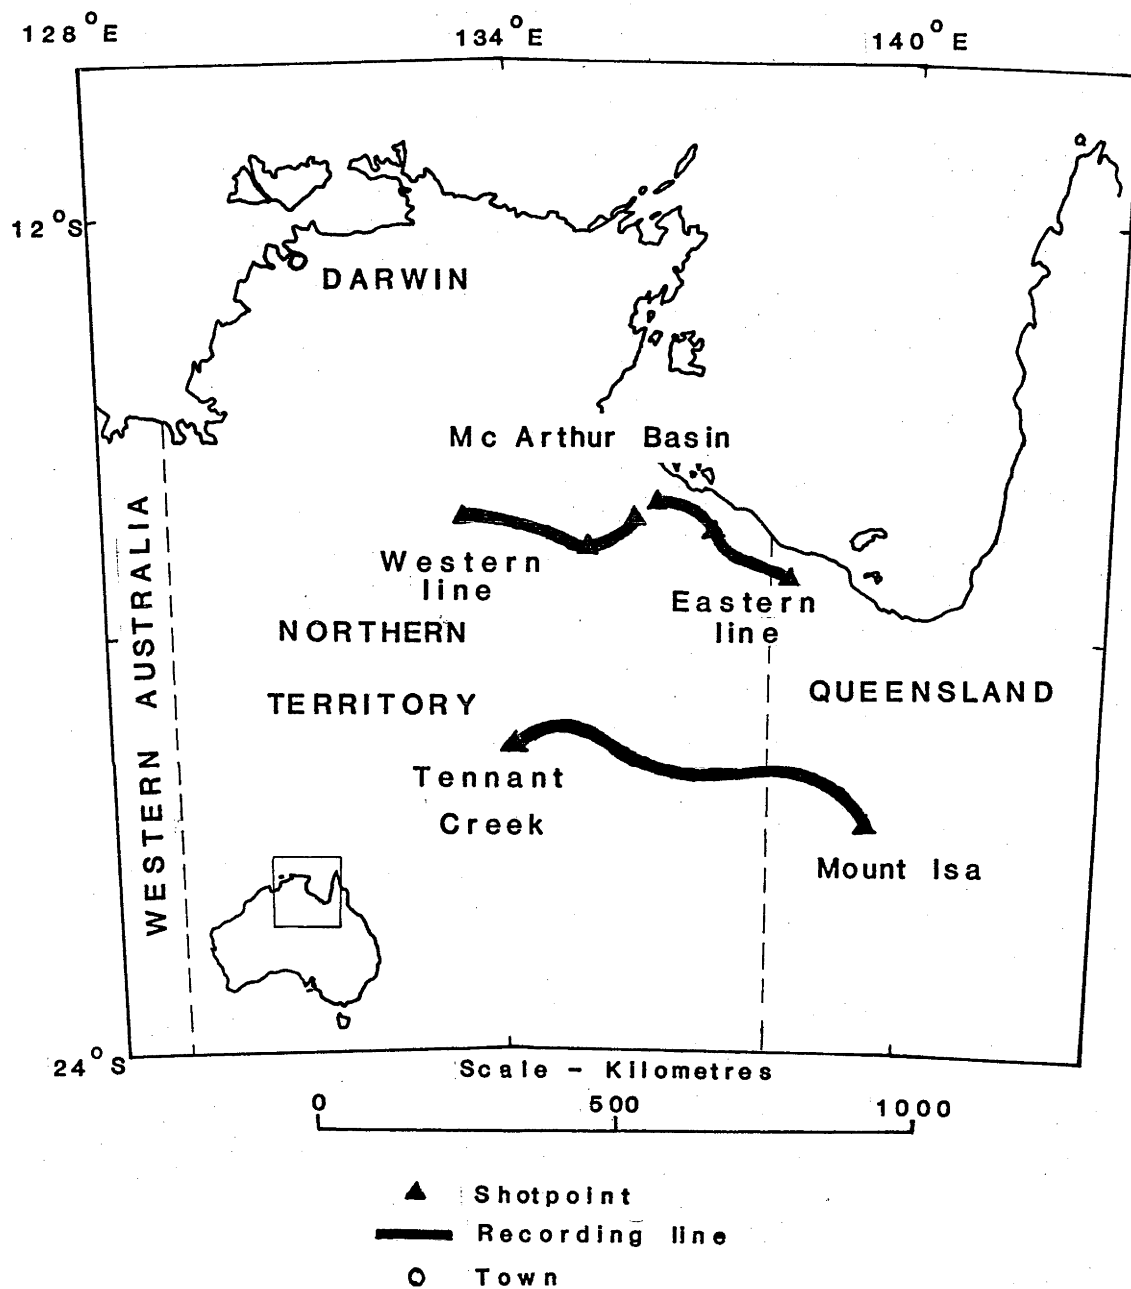 128°E
134°E
140°E
12°S
DARWIN
Mc Arthur Basin
Western
line
Eastern
line
NORTHERN
TERRITORY
QUEENSLAND
WESTERN AUSTRALIA
Tennant
Creek
Mount Isa
24°S
Scale - Kilometres
0 500 1000
Shotpoint
Recording line
Town